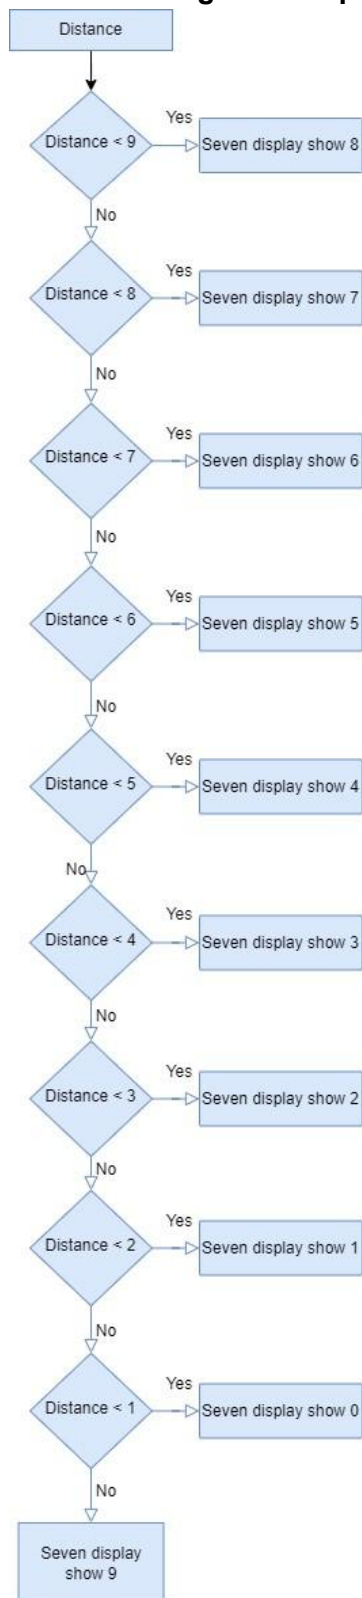 Distance
Distance < 9
Yes
Seven display show 8
No
Distance < 8
Yes
Seven display show 7
No
Distance < 7
Yes
Seven display show 6
No
Distance < 6
Yes
Seven display show 5
No
Distance < 5
Yes
Seven display show 4
No
Distance < 4
Yes
Seven display show 3
No
Distance < 3
Yes
Seven display show 2
No
Distance < 2
Yes
Seven display show 1
No
Distance < 1
Yes
Seven display show 0
No
Seven display
show 9